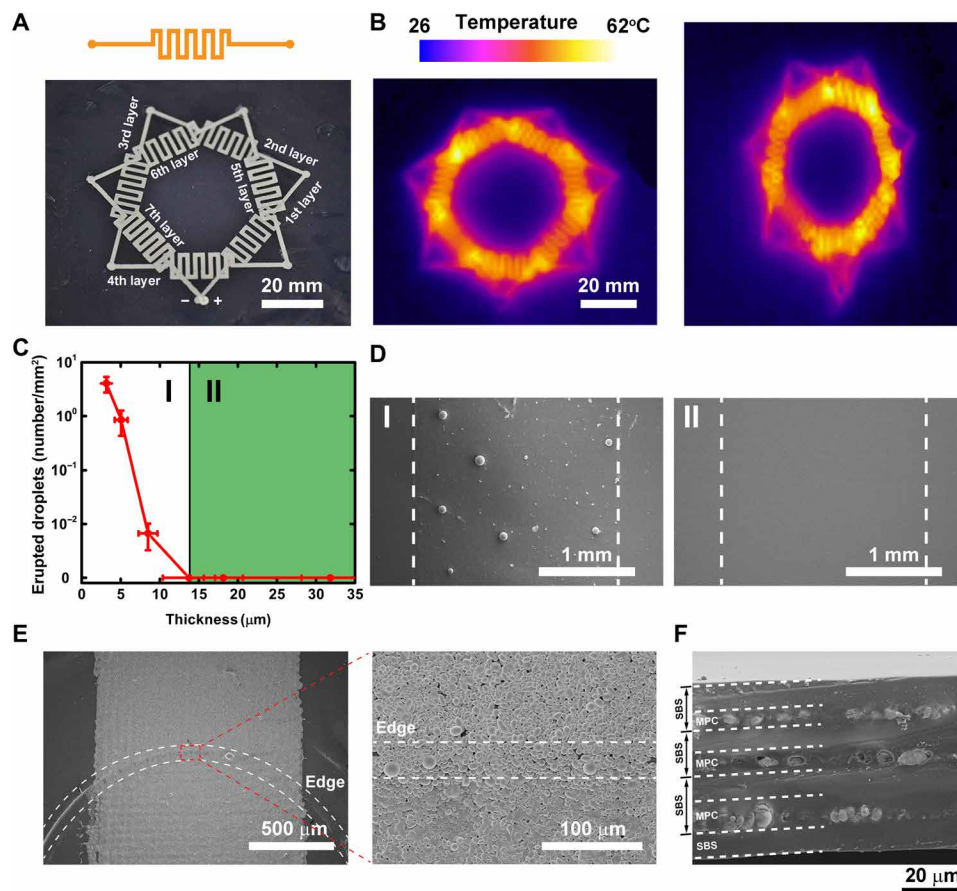 A
3rd layer
2nd layer
6th layer
5th layer
1st layer
7th layer
4th layer
− +
20 mm
B
Temperature
26 62°C
20 mm
C
Erupted droplets (number/mm²)
10¹
10⁰
10⁻¹
10⁻²
0
I II
0 5 10 15 20 25 30 35
Thickness (μm)
D
I
1 mm
II
1 mm
E
Edge
500 μm
Edge
100 μm
F
SBS
MPC
SBS
MPC
SBS
MPC
SBS
20 μm